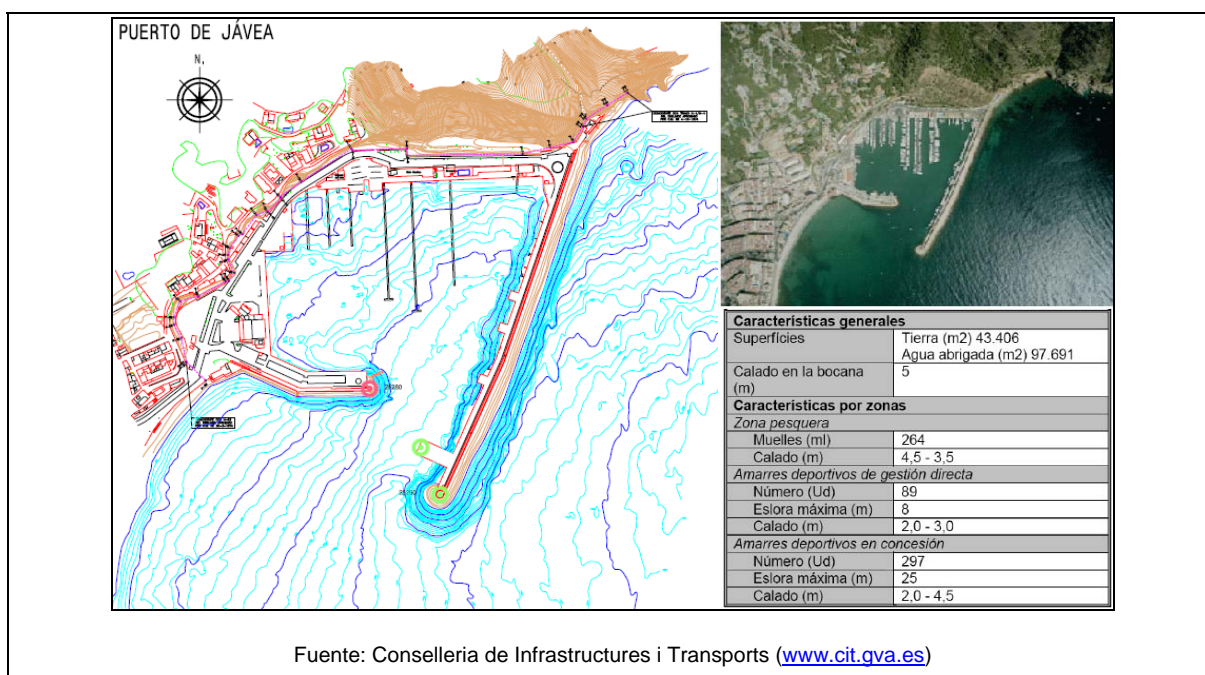 PUERTO DE JÁVEA
N.
28280
28290
Características generales
Superfícies
Tierra (m2) 43.406
Agua abrigada (m2) 97.691
Calado en la bocana
(m)
5
Características por zonas
Zona pesquera
Muelles (ml)
264
Calado (m)
4,5 - 3,5
Amarres deportivos de gestión directa
Número (Ud)
89
Eslora máxima (m)
8
Calado (m)
2,0 - 3,0
Amarres deportivos en concesión
Número (Ud)
297
Eslora máxima (m)
25
Calado (m)
2,0 - 4,5
Fuente: Conselleria de Infrastructures i Transports (www.cit.gva.es)